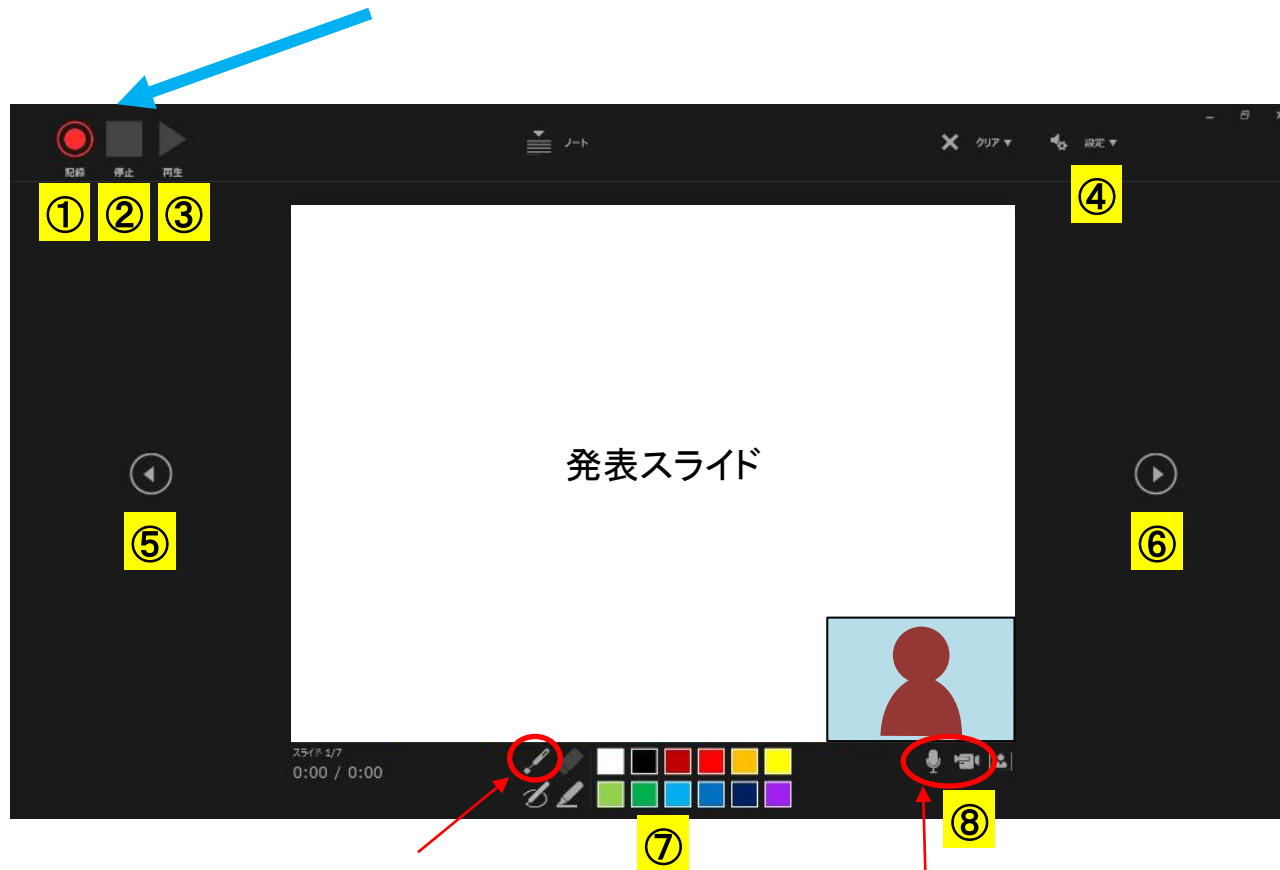 ノート
クリア
設定
記録 停止 再生
① ② ③
④
発表スライド
⑤
⑥
スライド 1/7
0:00 / 0:00
⑦
⑧